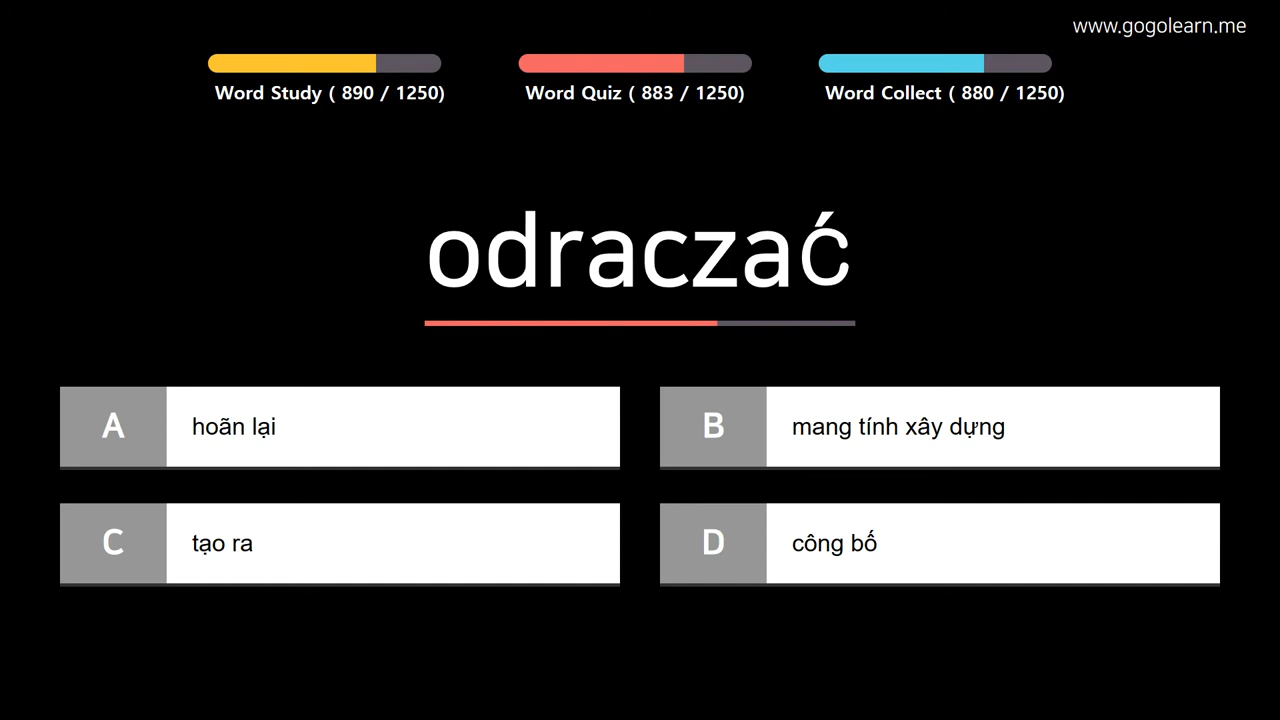 www.gogolearn.me
Word Study ( 890 / 1250)
Word Quiz ( 883 / 1250)
Word Collect ( 880 / 1250)
odraczać
A hoãn lại
B mang tính xây dựng
C tạo ra
D công bố